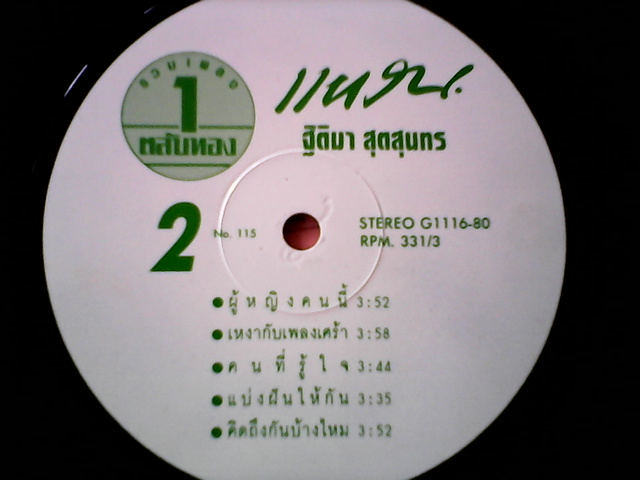 รวมเพลง
1
ตลับทอง
แหวน
ฐิติมา สุตสุนทร
2
No. 115
STEREO G1116-80
RPM. 331/3
ผู้หญิงคนนี้ 3:52
เหงากับเพลงเศร้า 3:58
คนที่รู้ใจ 3:44
แบ่งฝันให้กัน 3:35
คิดถึงกันบ้างไหม 3:52